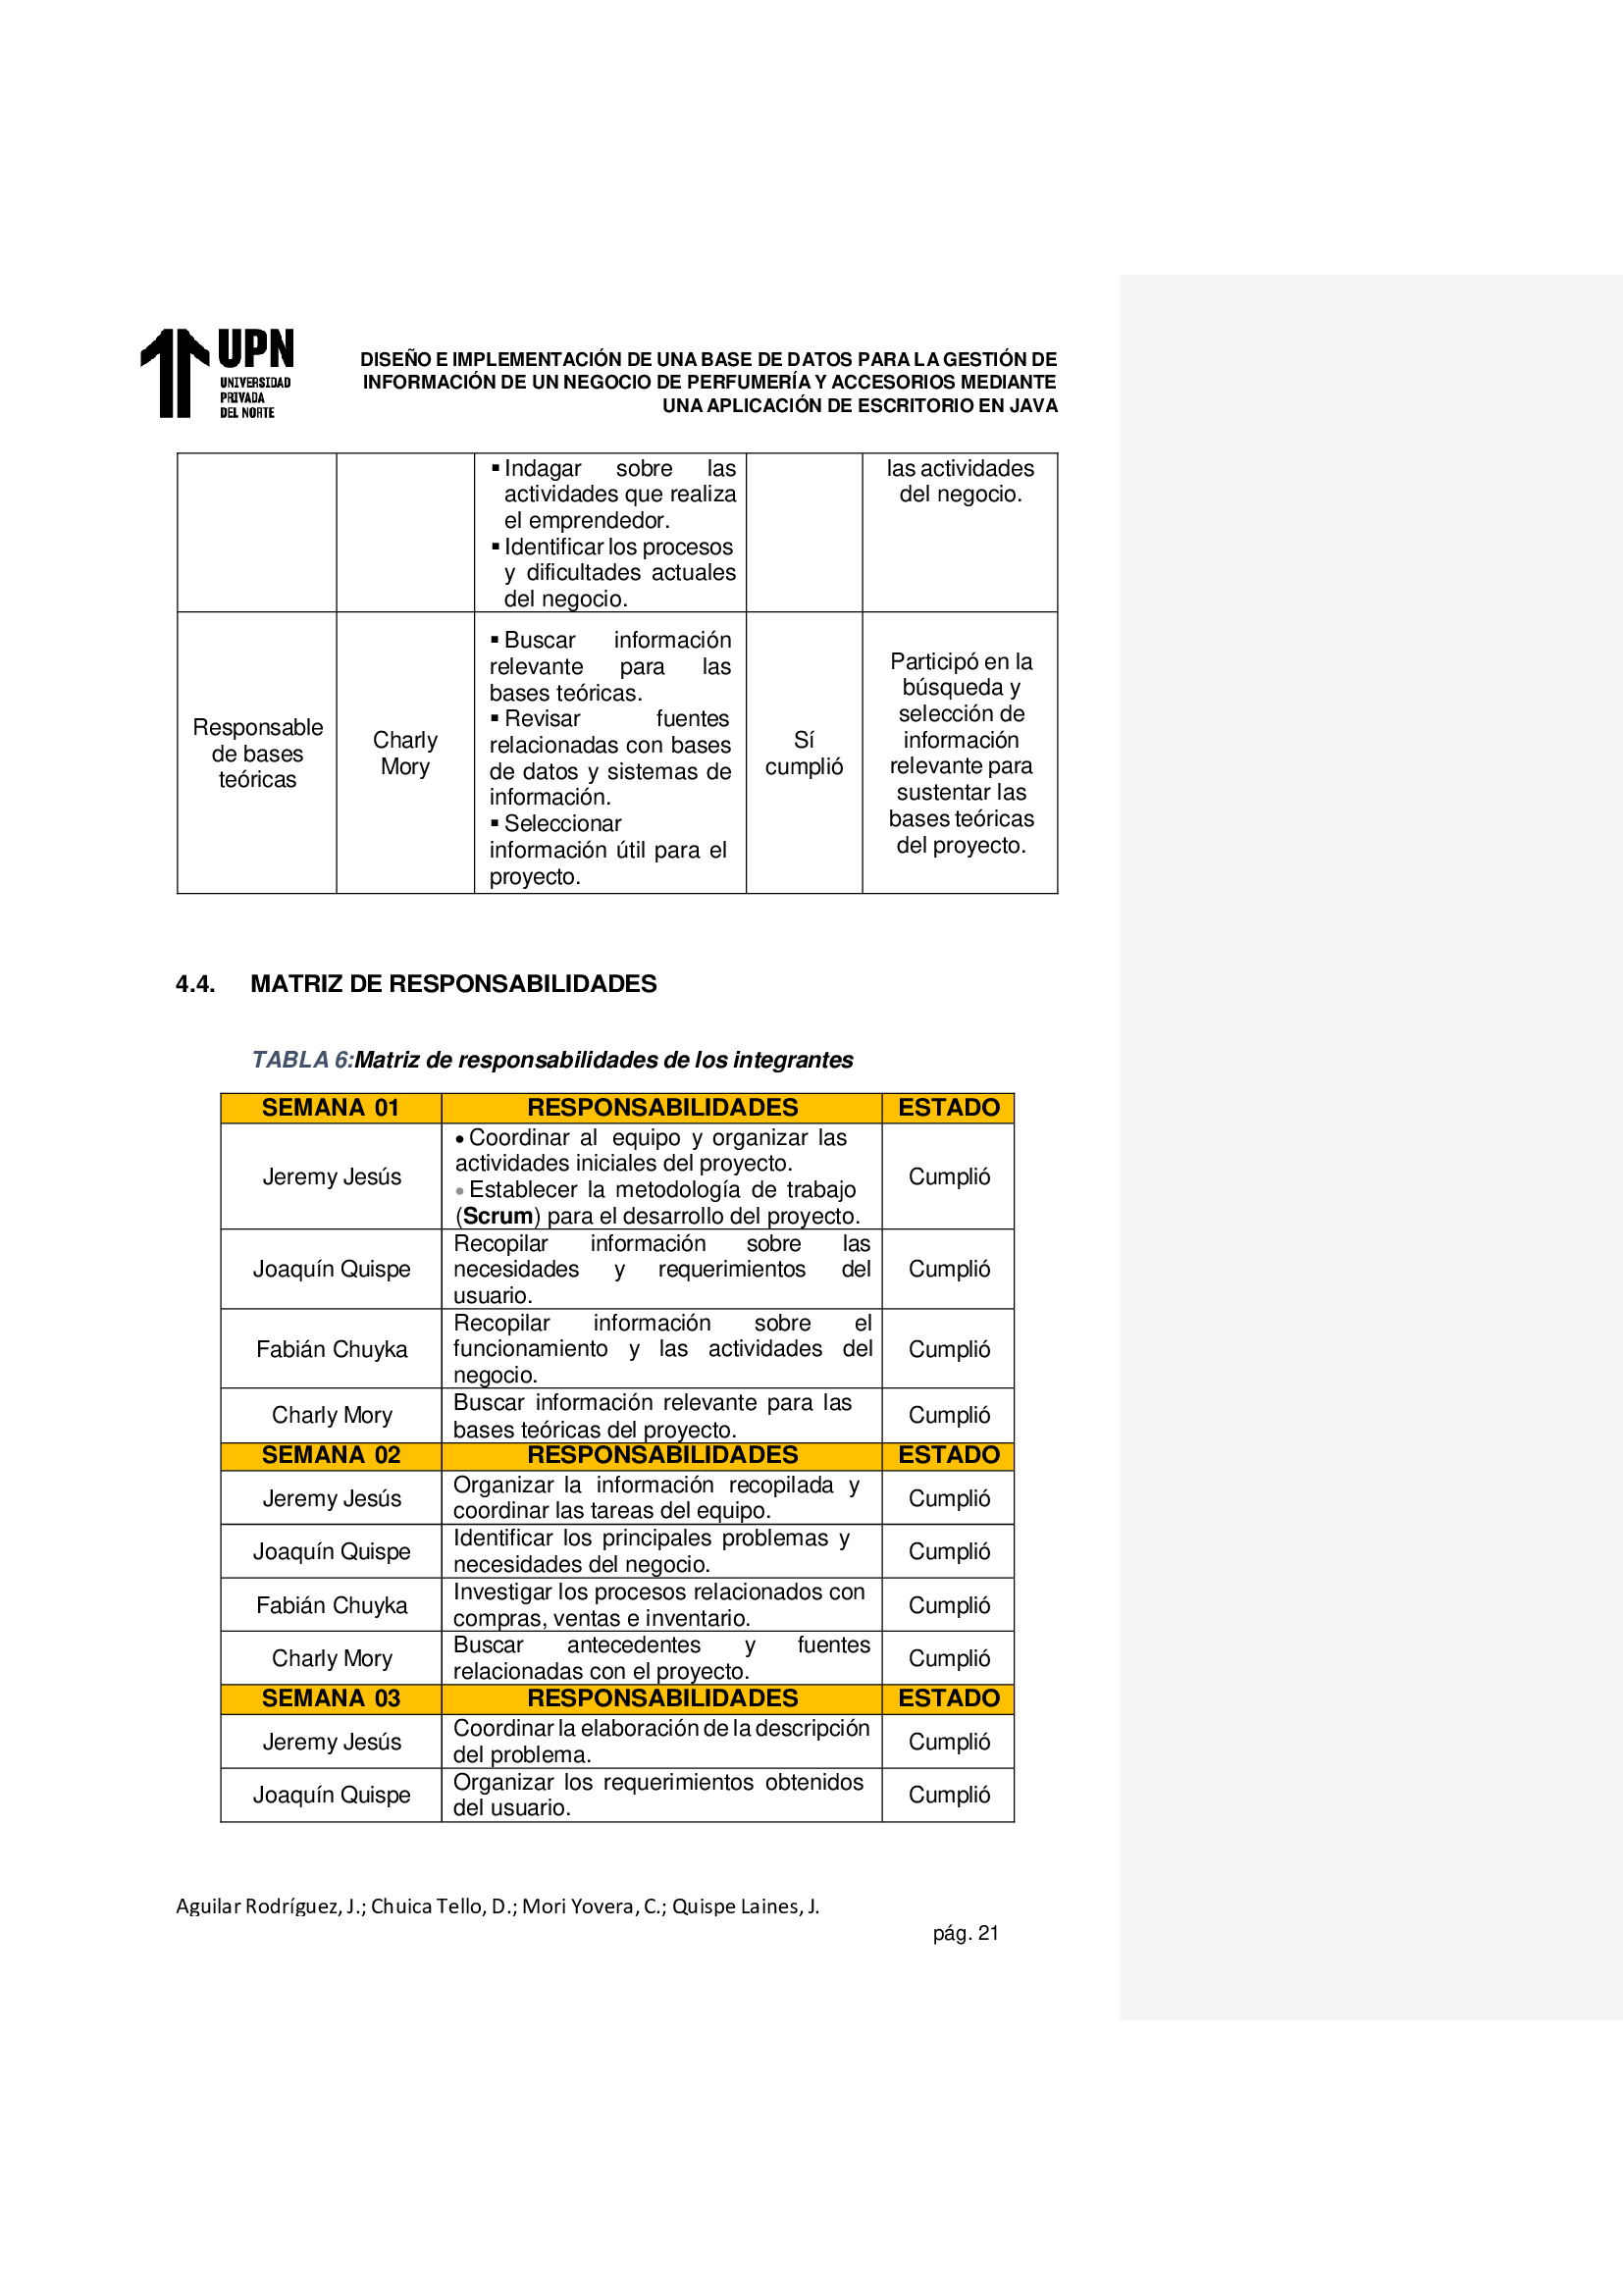 UPN
UNIVERSIDAD
PRIVADA
DEL NORTE
DISEÑO E IMPLEMENTACIÓN DE UNA BASE DE DATOS PARA LA GESTIÓN DE
INFORMACIÓN DE UN NEGOCIO DE PERFUMERÍA Y ACCESORIOS MEDIANTE
UNA APLICACIÓN DE ESCRITORIO EN JAVA
▪ Indagar sobre las
actividades que realiza
el emprendedor.
▪ Identificar los procesos
y dificultades actuales
del negocio.
las actividades
del negocio.
Responsable
de bases
teóricas
Charly
Mory
▪ Buscar información
relevante para las
bases teóricas.
▪ Revisar fuentes
relacionadas con bases
de datos y sistemas de
información.
▪ Seleccionar
información útil para el
proyecto.
Sí
cumplió
Participó en la
búsqueda y
selección de
información
relevante para
sustentar las
bases teóricas
del proyecto.
4.4. MATRIZ DE RESPONSABILIDADES
TABLA 6:Matriz de responsabilidades de los integrantes
SEMANA 01 RESPONSABILIDADES ESTADO
Jeremy Jesús
• Coordinar al equipo y organizar las
actividades iniciales del proyecto.
• Establecer la metodología de trabajo
(Scrum) para el desarrollo del proyecto.
Cumplió
Joaquín Quispe
Recopilar información sobre las
necesidades y requerimientos del
usuario.
Cumplió
Fabián Chuyka
Recopilar información sobre el
funcionamiento y las actividades del
negocio.
Cumplió
Charly Mory
Buscar información relevante para las
bases teóricas del proyecto.
Cumplió
SEMANA 02 RESPONSABILIDADES ESTADO
Jeremy Jesús
Organizar la información recopilada y
coordinar las tareas del equipo.
Cumplió
Joaquín Quispe
Identificar los principales problemas y
necesidades del negocio.
Cumplió
Fabián Chuyka
Investigar los procesos relacionados con
compras, ventas e inventario.
Cumplió
Charly Mory
Buscar antecedentes y fuentes
relacionadas con el proyecto.
Cumplió
SEMANA 03 RESPONSABILIDADES ESTADO
Jeremy Jesús
Coordinar la elaboración de la descripción
del problema.
Cumplió
Joaquín Quispe
Organizar los requerimientos obtenidos
del usuario.
Cumplió
Aguilar Rodríguez, J.; Chuica Tello, D.; Mori Yovera, C.; Quispe Laines, J.
pág. 21